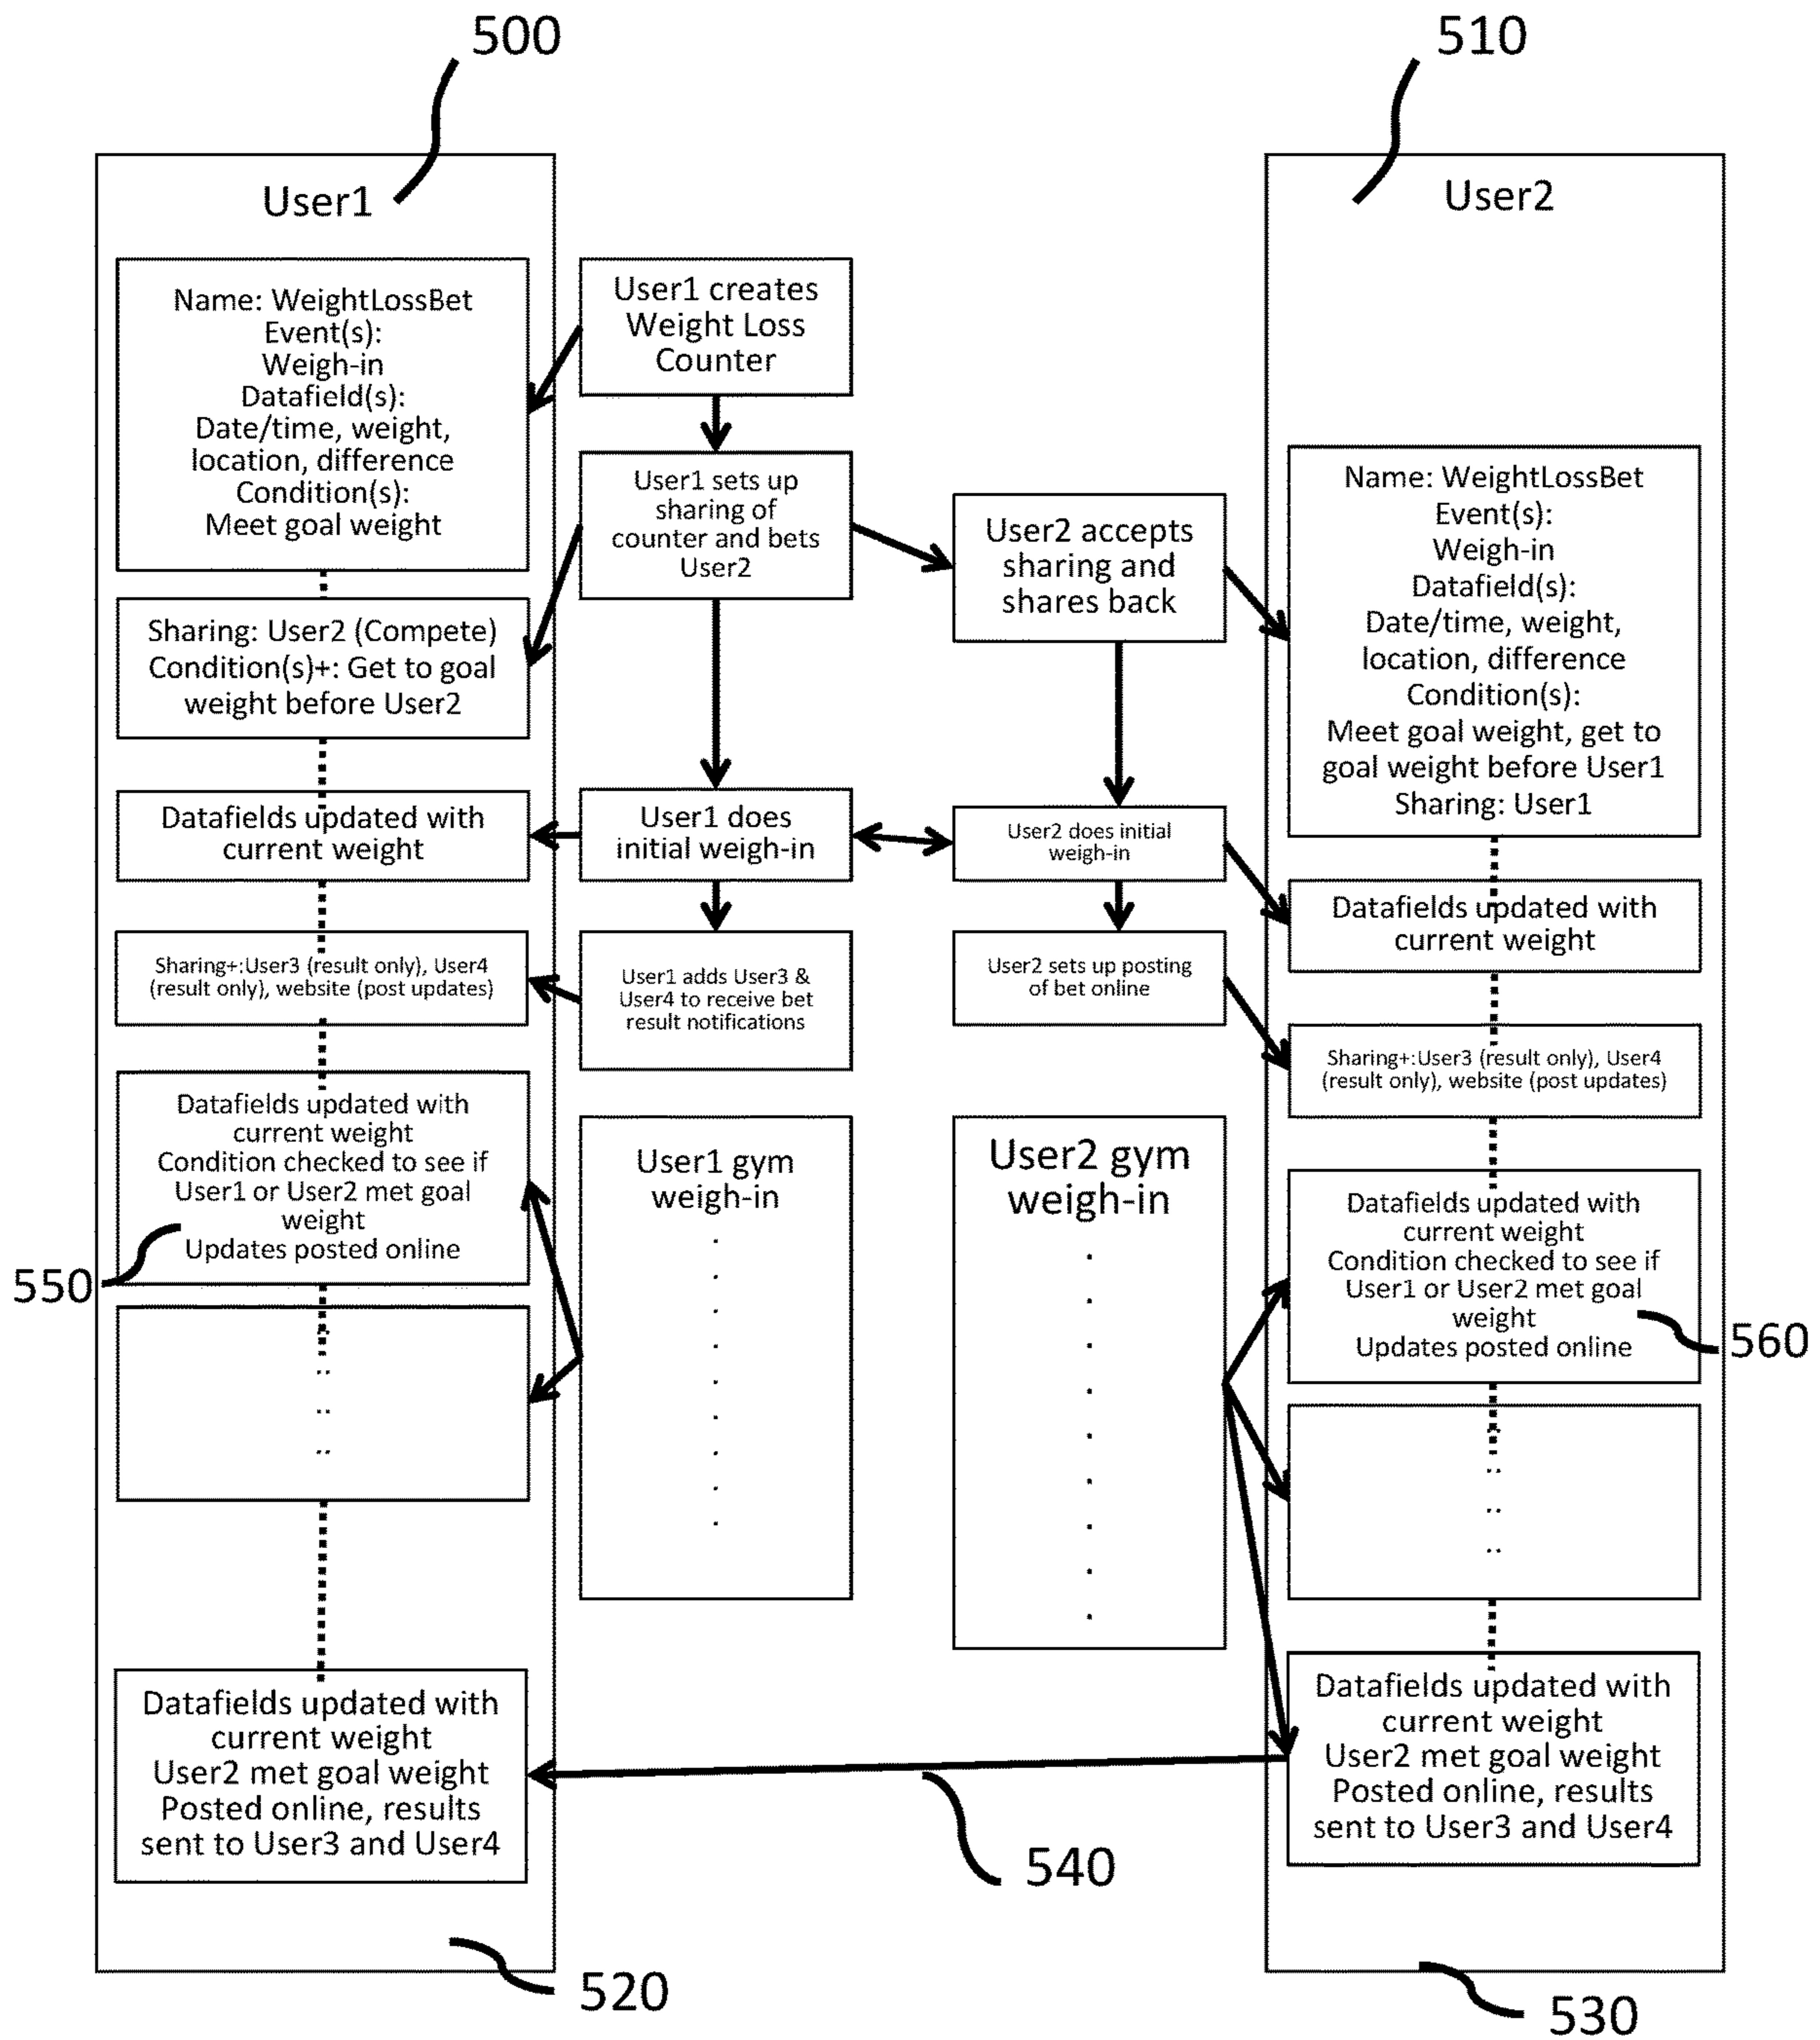 500
510
User1
User2
Name: WeightLossBet
Event(s):
Weigh-in
Datafield(s):
Date/time, weight,
location, difference
Condition(s):
Meet goal weight
User1 creates
Weight Loss
Counter
User1 sets up
sharing of
counter and bets
User2
User2 accepts
sharing and
shares back
Name: WeightLossBet
Event(s):
Weigh-in
Datafield(s):
Date/time, weight,
location, difference
Condition(s):
Meet goal weight, get to
goal weight before User1
Sharing: User1
Sharing: User2 (Compete)
Condition(s)+: Get to goal
weight before User2
Datafields updated with
current weight
User1 does
initial weigh-in
User2 does initial
weigh-in
Datafields updated with
current weight
Sharing+:User3 (result only), User4
(result only), website (post updates)
User1 adds User3 &
User4 to receive bet
result notifications
User2 sets up posting
of bet online
Sharing+:User3 (result only), User4
(result only), website (post updates)
Datafields updated with
current weight
Condition checked to see if
User1 or User2 met goal
weight
Updates posted online
550
User1 gym
weigh-in
User2 gym
weigh-in
Datafields updated with
current weight
Condition checked to see if
User1 or User2 met goal
weight
Updates posted online
560
Datafields updated with
current weight
User2 met goal weight
Posted online, results
sent to User3 and User4
Datafields updated with
current weight
User2 met goal weight
Posted online, results
sent to User3 and User4
540
520
530